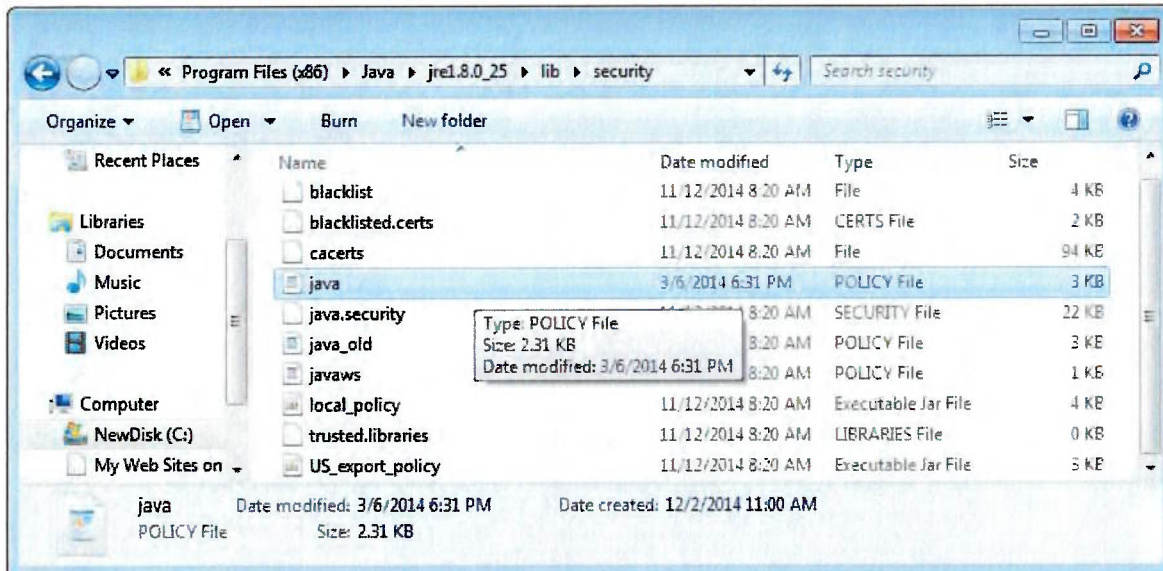 « Program Files (x86) ▸ Java ▸ jre1.8.0_25 ▸ lib ▸ security
Search security
Organize
Open
Burn
New folder
Recent Places
Libraries
Documents
Music
Pictures
Videos
Computer
NewDisk (C:)
My Web Sites on
Name Date modified Type Size
blacklist 11/12/2014 8:20 AM File 4 KB
blacklisted.certs 11/12/2014 8:20 AM CERTS File 2 KB
cacerts 11/12/2014 8:20 AM File 94 KB
java 3/6/2014 6:31 PM POLICY File 3 KB
java.security 8:20 AM SECURITY File 22 KB
java_old 8:20 AM POLICY File 3 KB
javaws 8:20 AM POLICY File 1 KB
local_policy 11/12/2014 8:20 AM Executable Jar File 4 KB
trusted.libraries 11/12/2014 8:20 AM LIBRARIES File 0 KB
US_export_policy 11/12/2014 8:20 AM Executable Jar File KB
Type: POLICY File
Size: 2.31 KB
Date modified: 3/6/2014 6:31 PM
java Date modified: 3/6/2014 6:31 PM Date created: 12/2/2014 11:00 AM
POLICY File Size: 2.31 KB